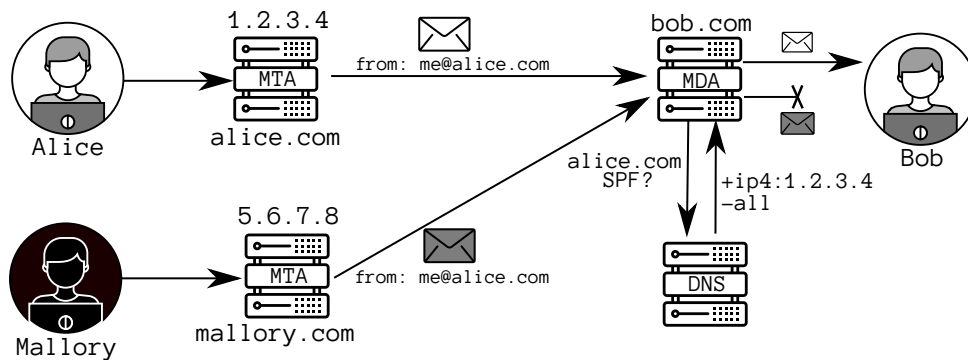 1.2.3.4
MTA
alice.com
Alice
from: me@alice.com
bob.com
MDA
Bob
alice.com
SPF?
+ip4:1.2.3.4
-all
5.6.7.8
MTA
mallory.com
Mallory
from: me@alice.com
DNS